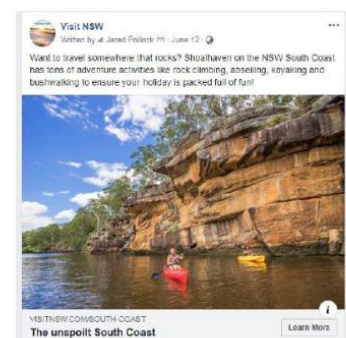 Visit NSW
Written by Jared Pollock · June 12 ·
Want to travel somewhere that rocks? Shoalhaven on the NSW South Coast
has tons of adventure activities like rock climbing, abseiling, kayaking and
bushwalking to ensure your holiday is packed full of fun!
i
VISITNSW.COM/SOUTH-COAST
The unspoilt South Coast
Learn More